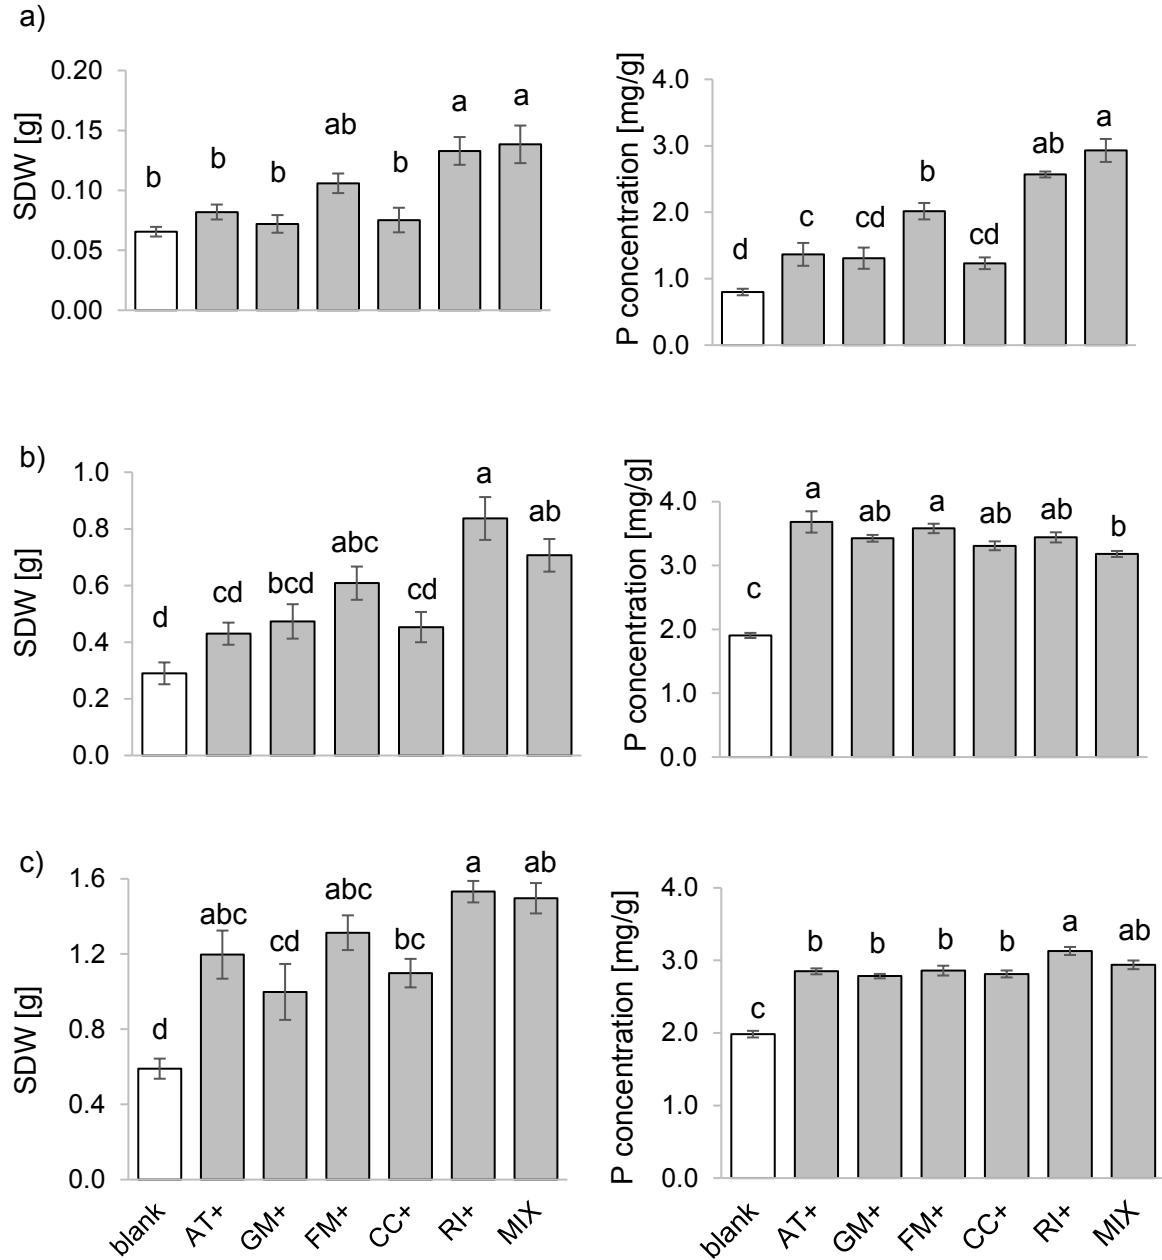 a)
SDW [g]
0.20
0.15
0.10
0.05
0.00
b
b
b
ab
b
a
a
P concentration [mg/g]
4.0
3.0
2.0
1.0
0.0
d
c
cd
b
cd
ab
a
b)
SDW [g]
1.0
0.8
0.6
0.4
0.2
0.0
d
cd
bcd
abc
cd
a
ab
P concentration [mg/g]
4.0
3.0
2.0
1.0
0.0
c
a
ab
a
ab
ab
b
c)
SDW [g]
1.6
1.2
0.8
0.4
0.0
d
abc
cd
abc
bc
a
ab
blank
AT+
GM+
FM+
CC+
RI+
MIX
P concentration [mg/g]
4.0
3.0
2.0
1.0
0.0
c
b
b
b
b
a
ab
blank
AT+
GM+
FM+
CC+
RI+
MIX